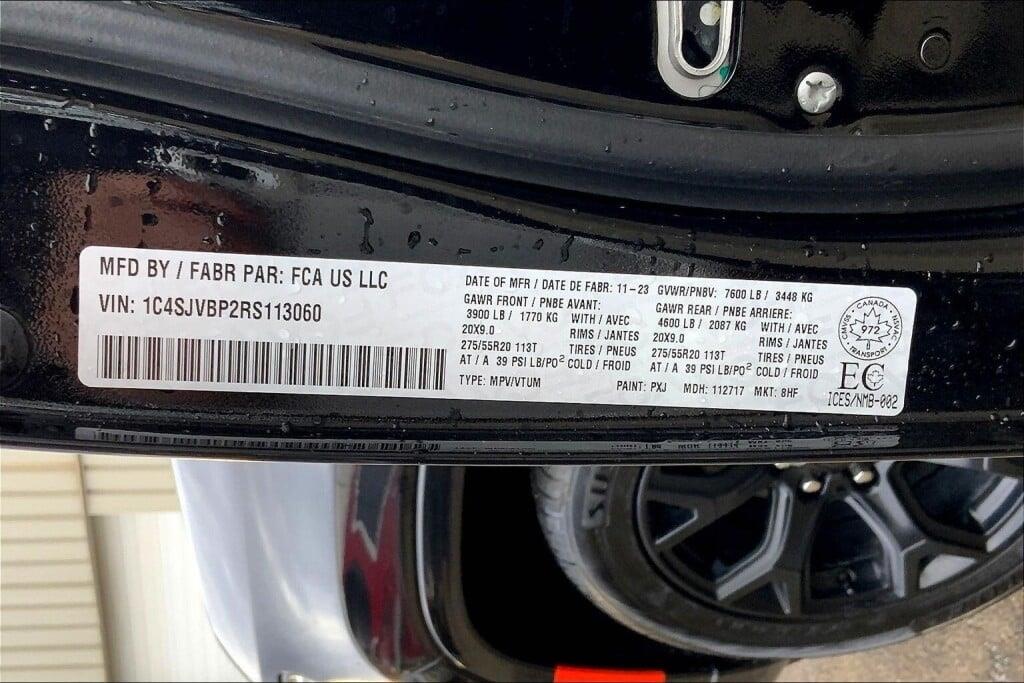 MFD BY / FABR PAR: FCA US LLC
VIN: 1C4SJVBP2RS113060
DATE OF MFR / DATE DE FABR: 11-23 GVWR/PNBV: 7600 LB / 3448 KG
GAWR FRONT / PNBE AVANT: GAWR REAR / PNBE ARRIERE:
3900 LB / 1770 KG WITH / AVEC 4600 LB / 2087 KG WITH / AVEC
20X9.0 RIMS / JANTES 20X9.0 RIMS / JANTES
275/55R20 113T TIRES / PNEUS 275/55R20 113T TIRES / PNEUS
AT / A 39 PSI LB/PO² COLD / FROID AT / A 39 PSI LB/PO² COLD / FROID
TYPE: MPV/VTUM PAINT: PXJ MDH: 112717 MKT: 8HF
CANADA
CMVSS 972 NSVAC
TRANSPORT
EC
ICES/NMB-002